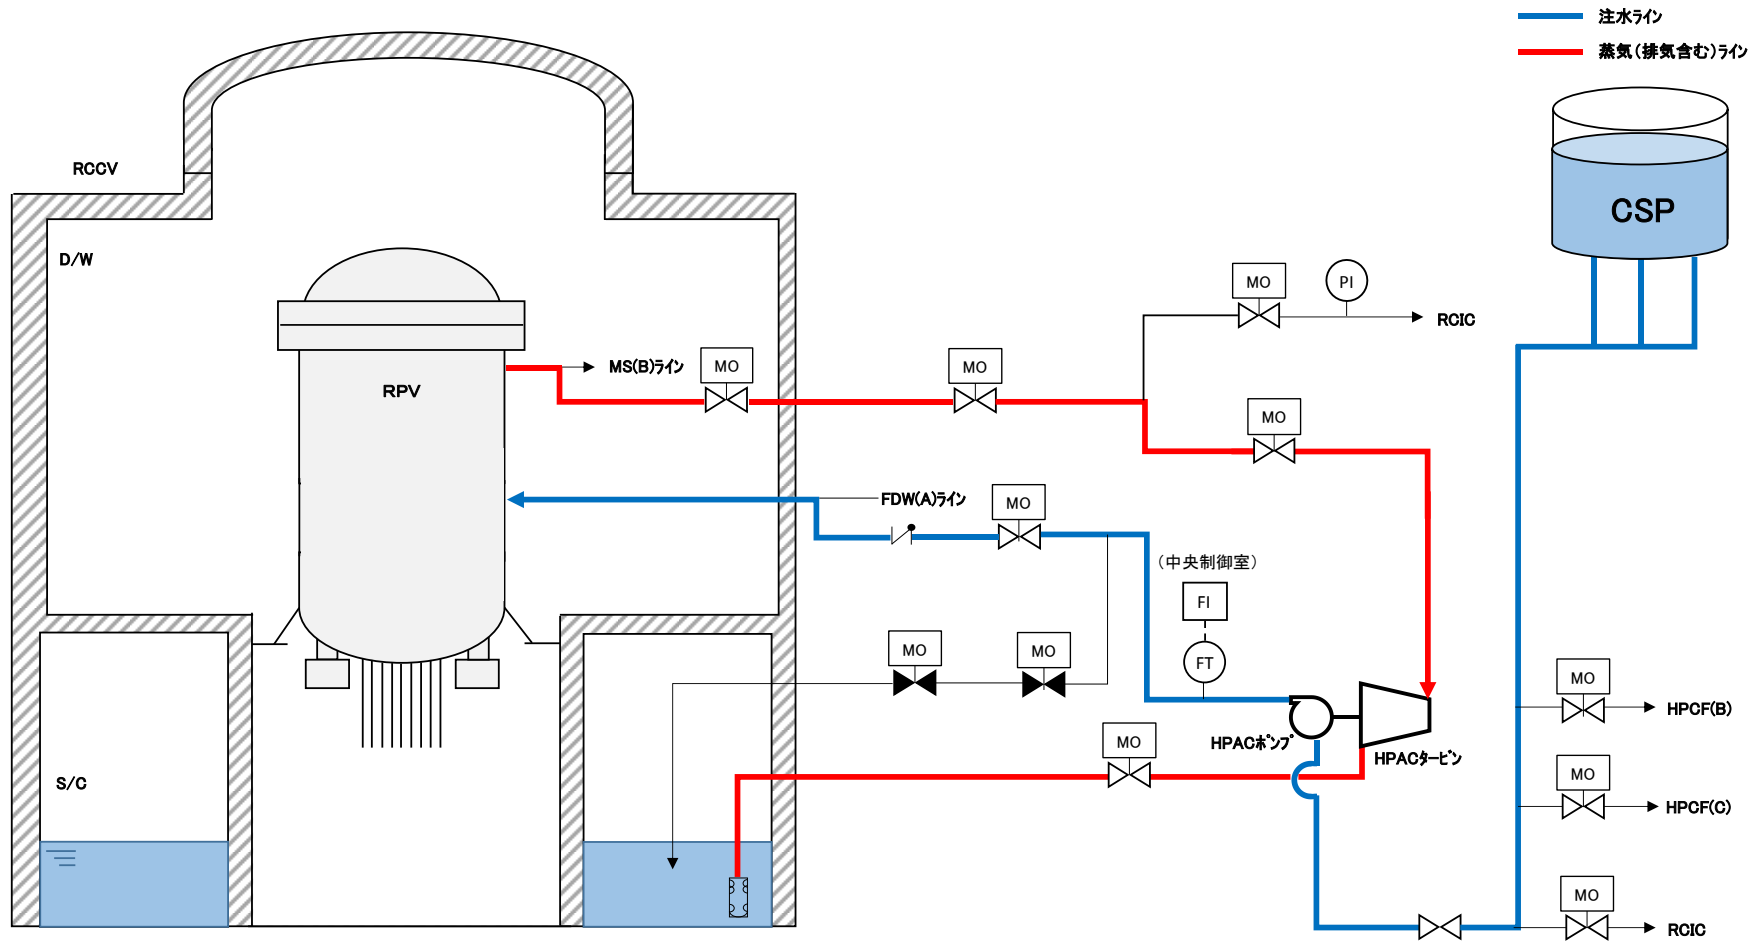 注水ライン
蒸気(排気含む)ライン
RCCV
CSP
D/W
MO
PI
RCIC
MS(B)ライン
MO
MO
RPV
MO
FDW(A)ライン
MO
(中央制御室)
FI
MO
MO
FT
MO
HPCF(B)
MO
HPACポンプ
HPACタービン
S/C
MO
HPCF(C)
MO
RCIC